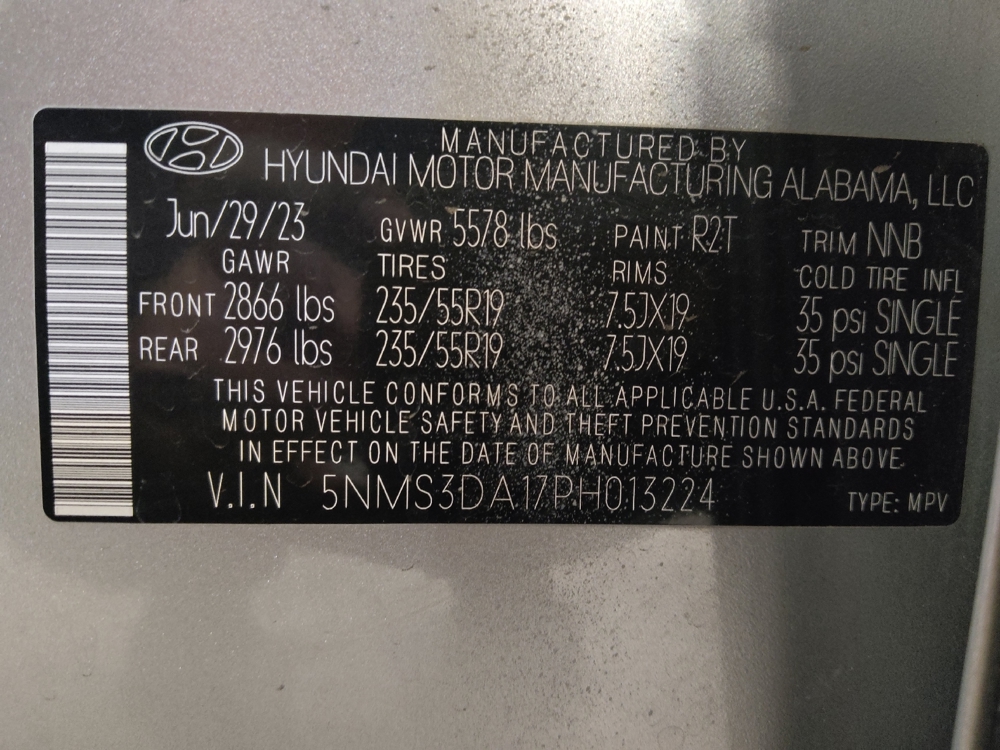 MANUFACTURED BY
HYUNDAI MOTOR MANUFACTURING ALABAMA, LLC
Jun/29/23 GVWR 5578 lbs PAINT R2T TRIM NNB
GAWR TIRES RIMS COLD TIRE INFL
FRONT 2866 lbs 235/55R19 7.5JX19 35 psi SINGLE
REAR 2976 lbs 235/55R19 7.5JX19 35 psi SINGLE
THIS VEHICLE CONFORMS TO ALL APPLICABLE U.S.A. FEDERAL
MOTOR VEHICLE SAFETY AND THEFT PREVENTION STANDARDS
IN EFFECT ON THE DATE OF MANUFACTURE SHOWN ABOVE.
V.I.N 5NMS3DA17PH013224 TYPE: MPV